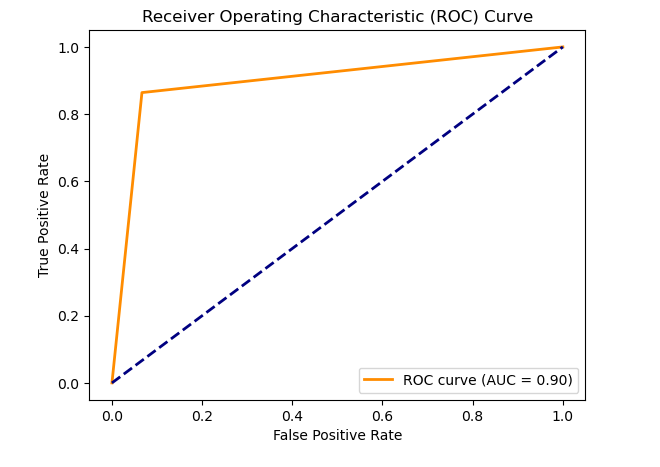 Receiver Operating Characteristic (ROC) Curve
1.0
0.8
0.6
0.4
0.2
0.0
True Positive Rate
ROC curve (AUC = 0.90)
0.0 0.2 0.4 0.6 0.8 1.0
False Positive Rate